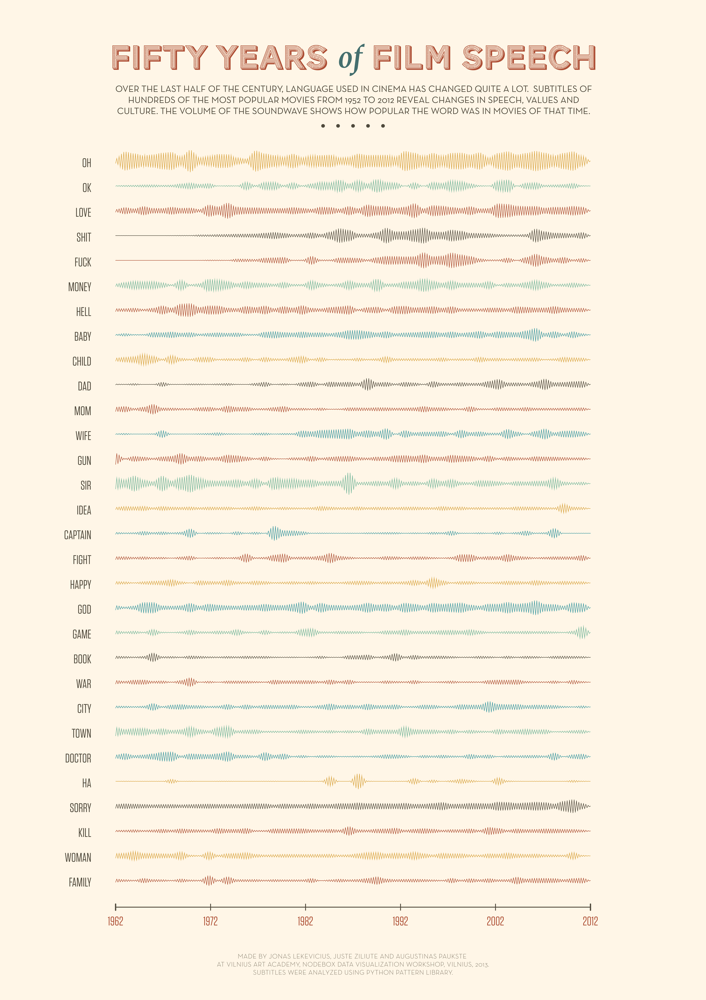 FIFTY YEARS of FILM SPEECH
OVER THE LAST HALF OF THE CENTURY, LANGUAGE USED IN CINEMA HAS CHANGED QUITE A LOT. SUBTITLES OF
HUNDREDS OF THE MOST POPULAR MOVIES FROM 1952 TO 2012 REVEAL CHANGES IN SPEECH, VALUES AND
CULTURE. THE VOLUME OF THE SOUNDWAVE SHOWS HOW POPULAR THE WORD WAS IN MOVIES OF THAT TIME.
OH
OK
LOVE
SHIT
FUCK
MONEY
HELL
BABY
CHILD
DAD
MOM
WIFE
GUN
SIR
IDEA
CAPTAIN
FIGHT
HAPPY
GOD
GAME
BOOK
WAR
CITY
TOWN
DOCTOR
HA
SORRY
KILL
WOMAN
FAMILY
1962 1972 1982 1992 2002 2012
MADE BY JONAS LEKEVICIUS, JUSTE ZILIUTE AND AUGUSTINAS PAUKSTE
AT VILNIUS ART ACADEMY, NODEBOX DATA VISUALIZATION WORKSHOP, VILNIUS, 2013.
SUBTITLES WERE ANALYZED USING PYTHON PATTERN LIBRARY.